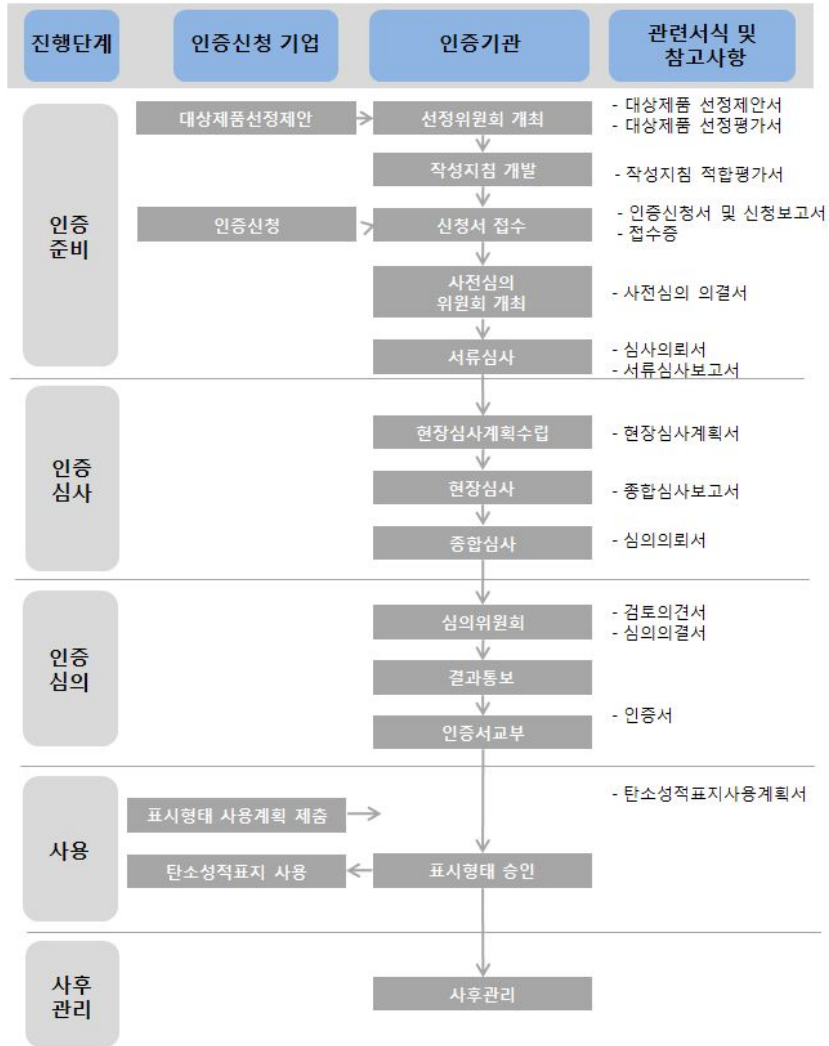 진행단계
인증신청 기업
인증기관
관련서식 및
참고사항
인증
준비
대상제품선정제안
선정위원회 개최
- 대상제품 선정제안서
- 대상제품 선정평가서
작성지침 개발
- 작성지침 적합평가서
인증신청
신청서 접수
- 인증신청서 및 신청보고서
- 접수증
사전심의
위원회 개최
- 사전심의 의결서
서류심사
- 심사의뢰서
- 서류심사보고서
인증
심사
현장심사계획수립
- 현장심사계획서
현장심사
- 종합심사보고서
종합심사
- 심의의뢰서
인증
심의
심의위원회
- 검토의견서
- 심의의결서
결과통보
인증서교부
- 인증서
사용
- 탄소성적표지사용계획서
표시형태 사용계획 제춤
탄소성적표지 사용
표시형태 승인
사후
관리
사후관리